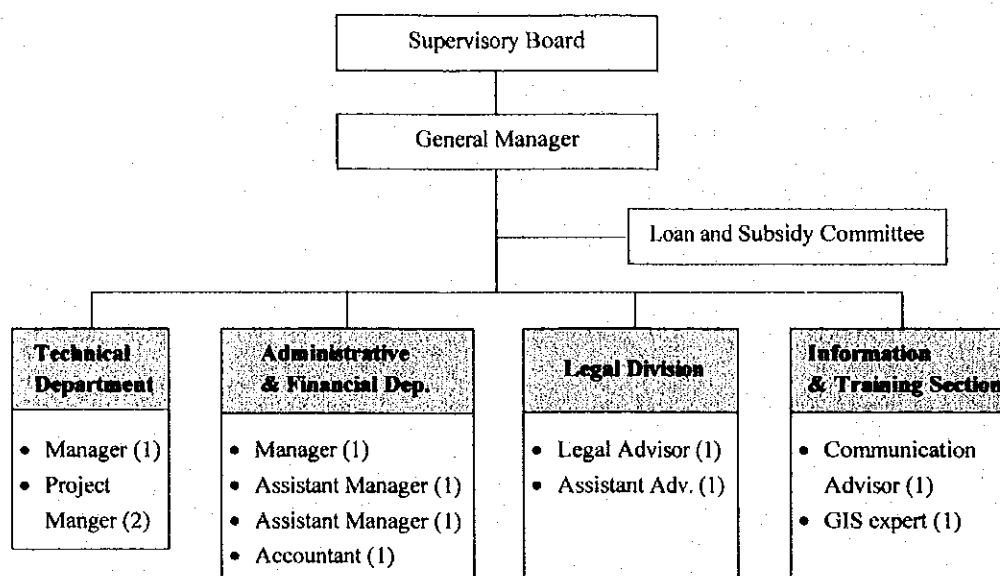 Supervisory Board
General Manager
Loan and Subsidy Committee
Technical
Department
• Manager (1)
• Project
Manger (2)
Administrative
& Financial Dep.
• Manager (1)
• Assistant Manager (1)
• Assistant Manager (1)
• Accountant (1)
Legal Division
• Legal Advisor (1)
• Assistant Adv. (1)
Information
& Training Section
• Communication
Advisor (1)
• GIS expert (1)